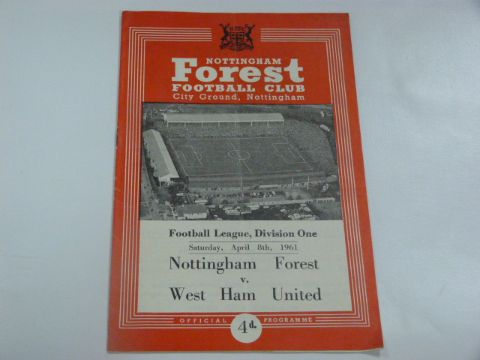 NOTTINGHAM
Forest
FOOTBALL CLUB
City Ground, Nottingham
Football League, Division One
Saturday, April 8th, 1961
Nottingham Forest
v.
West Ham United
OFFICIAL PROGRAMME
4d.